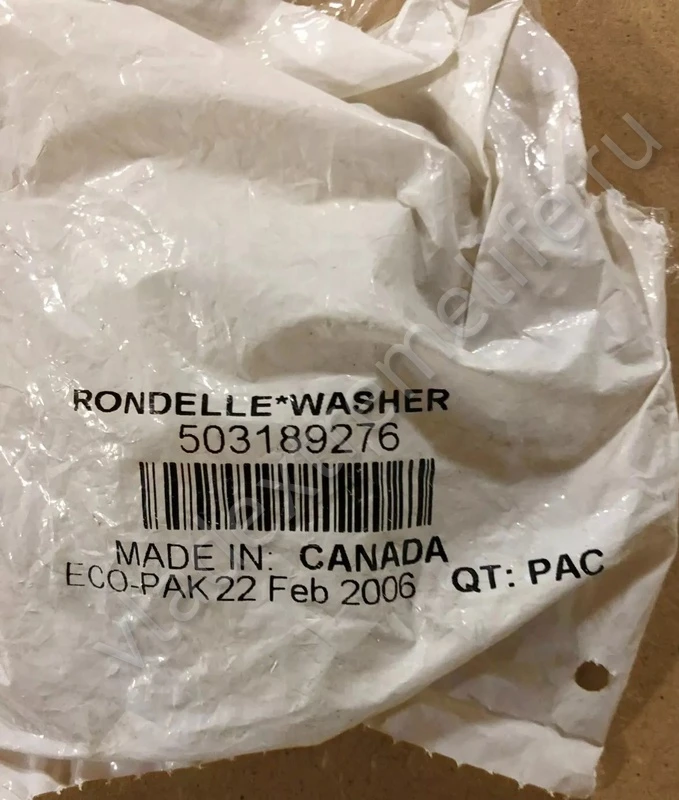 RONDELLE*WASHER
503189276
MADE IN: CANADA
ECO-PAK 22 Feb 2006 QT: PAC